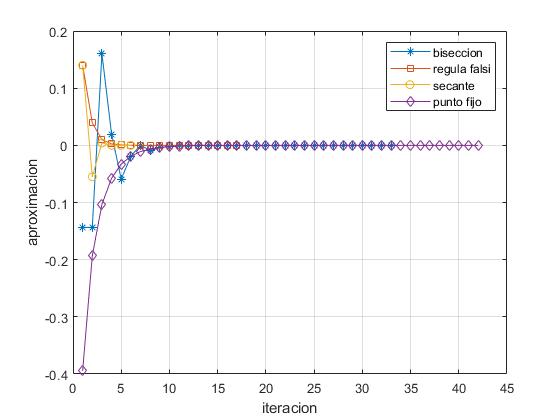 0.2
0.1
0
-0.1
-0.2
-0.3
-0.4
aproximacion
0 5 10 15 20 25 30 35 40 45
iteracion
biseccion
regula falsi
secante
punto fijo